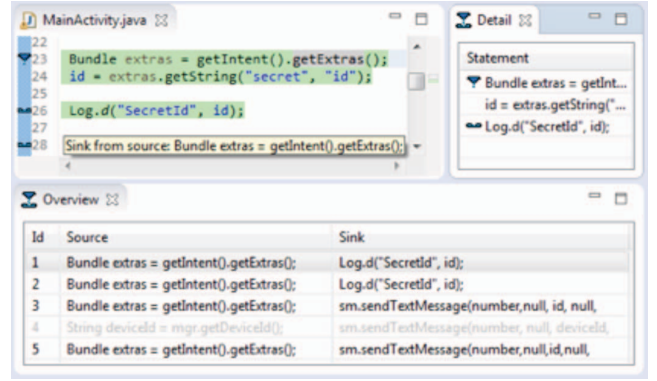 MainActivity.java
22
23 Bundle extras = getIntent().getExtras();
24 id = extras.getString("secret", "id");
25
26 Log.d("SecretId", id);
27
28 Sink from source: Bundle extras = getIntent().getExtras();
Detail
Statement
Bundle extras = getInt...
id = extras.getString("...
Log.d("SecretId", id);
Overview
Id Source Sink
1 Bundle extras = getIntent().getExtras(); Log.d("SecretId", id);
2 Bundle extras = getIntent().getExtras(); Log.d("SecretId", id);
3 Bundle extras = getIntent().getExtras(); sm.sendTextMessage(number,null, id, null,
4 String deviceId = mgr.getDeviceId(); sm.sendTextMessage(number, null, deviceId,
5 Bundle extras = getIntent().getExtras(); sm.sendTextMessage(number,null,id,null,